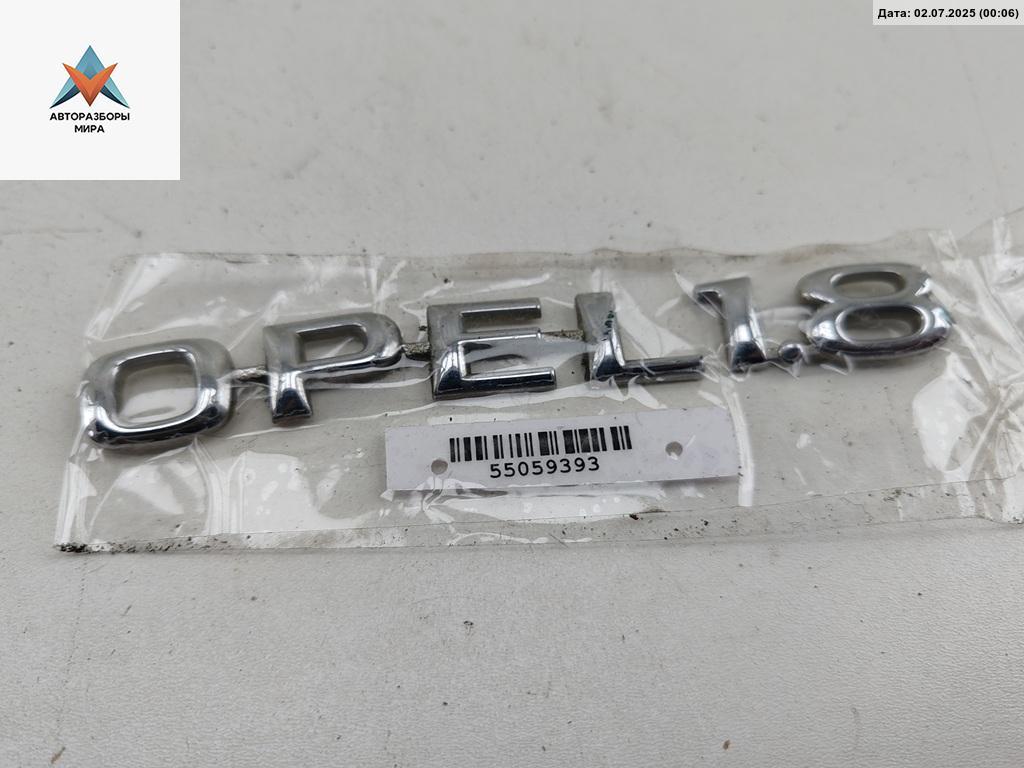 Дата: 02.07.2025 (00:06)
АВТОРАЗБОРЫ
МИРА
OPEL 1.8
55059393